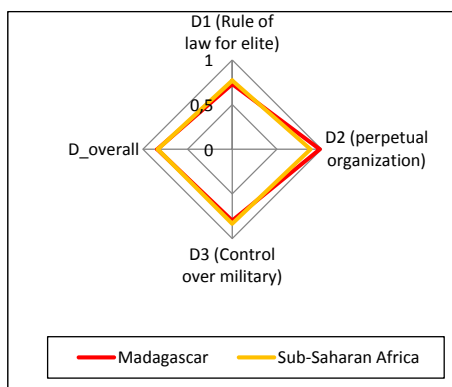 D1 (Rule of
law for elite)
1
0,5
D_overall
0
D2 (perpetual
organization)
D3 (Control
over military)
Madagascar
Sub-Saharan Africa